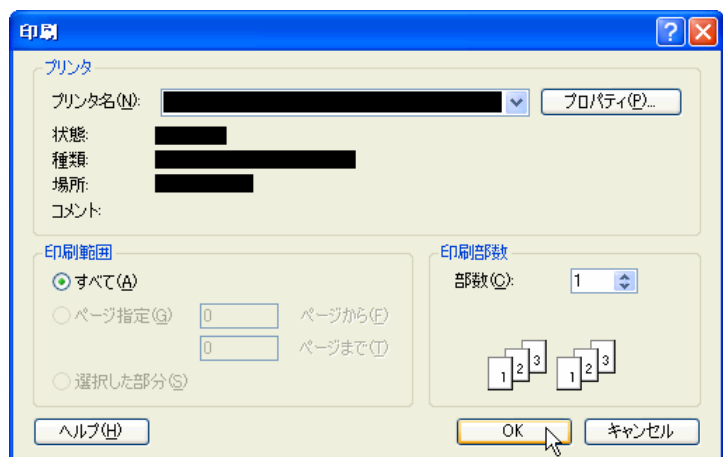 印刷
プリンタ
プリンタ名(N): プロパティ(P)...
状態:
種類:
場所:
コメント:
印刷範囲
すべて(A)
ページ指定(G) 0 ページから(F)
0 ページまで(T)
選択した部分(S)
印刷部数
部数(C): 1
1 2 3 1 2 3
ヘルプ(H) OK キャンセル